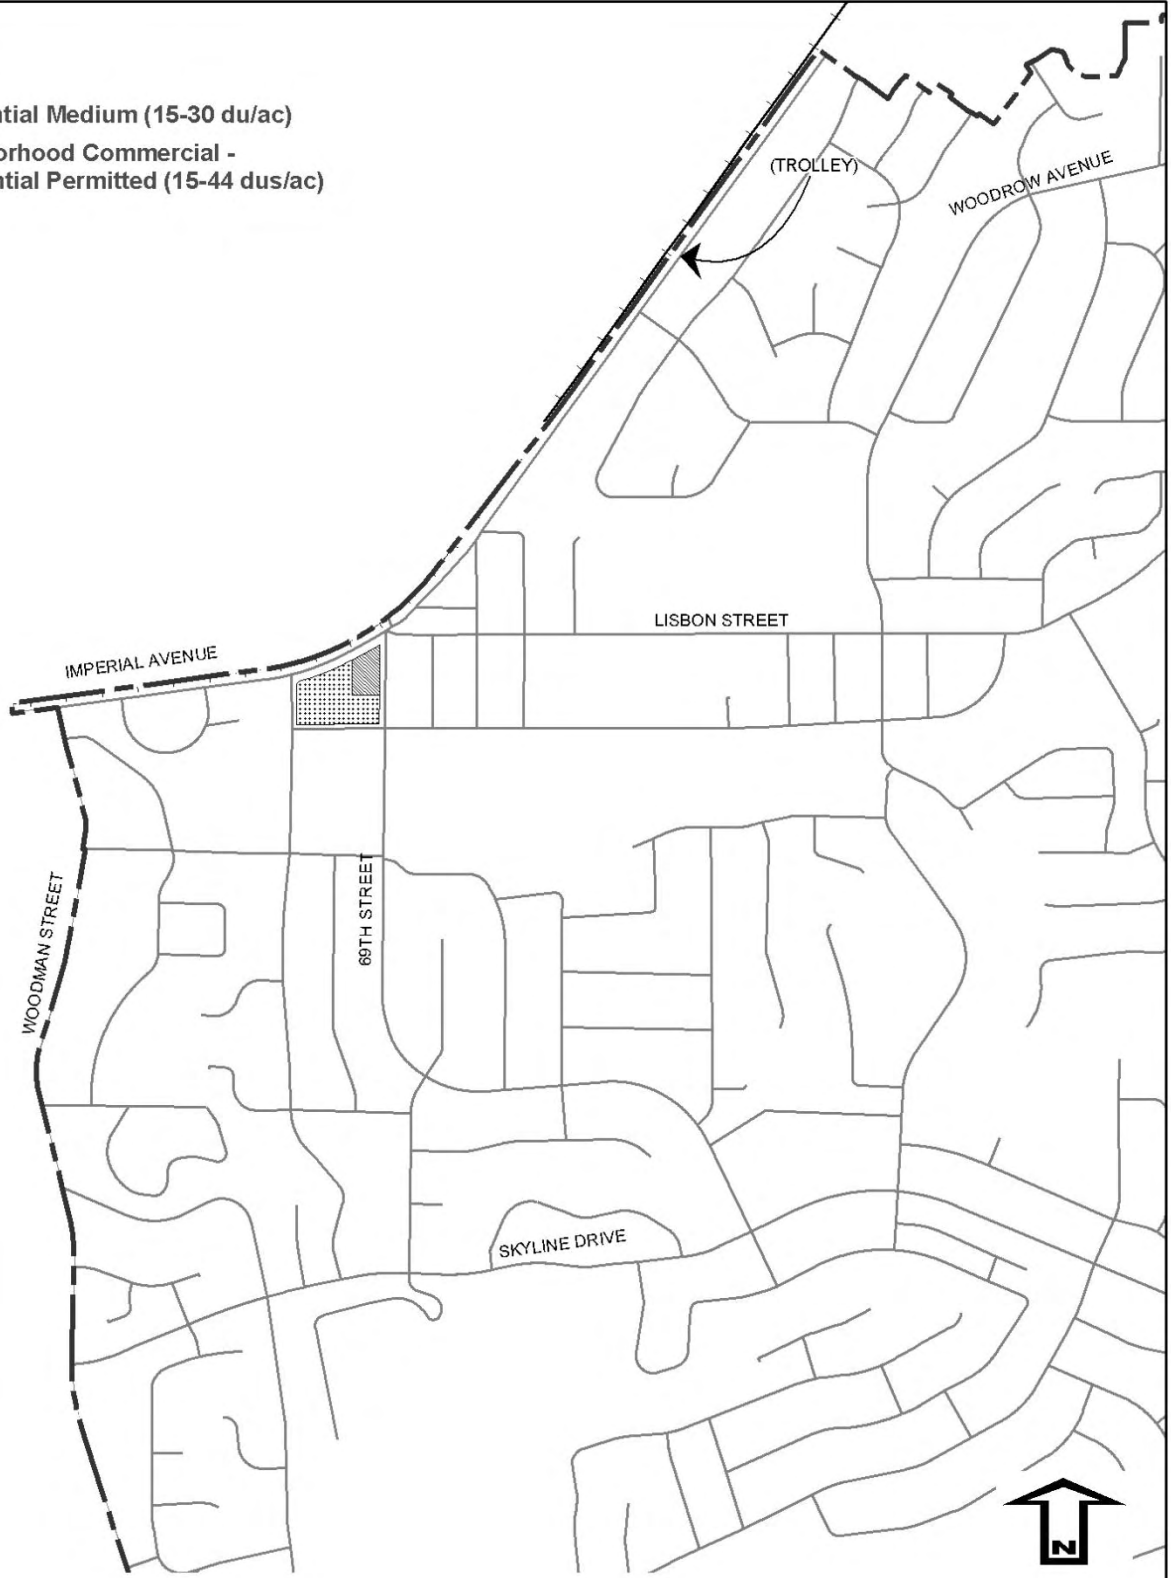 ntial Medium (15-30 du/ac)
orhood Commercial -
ntial Permitted (15-44 dus/ac)
(TROLLEY)
WOODROW AVENUE
LISBON STREET
IMPERIAL AVENUE
69TH STREET
WOODMAN STREET
SKYLINE DRIVE
N